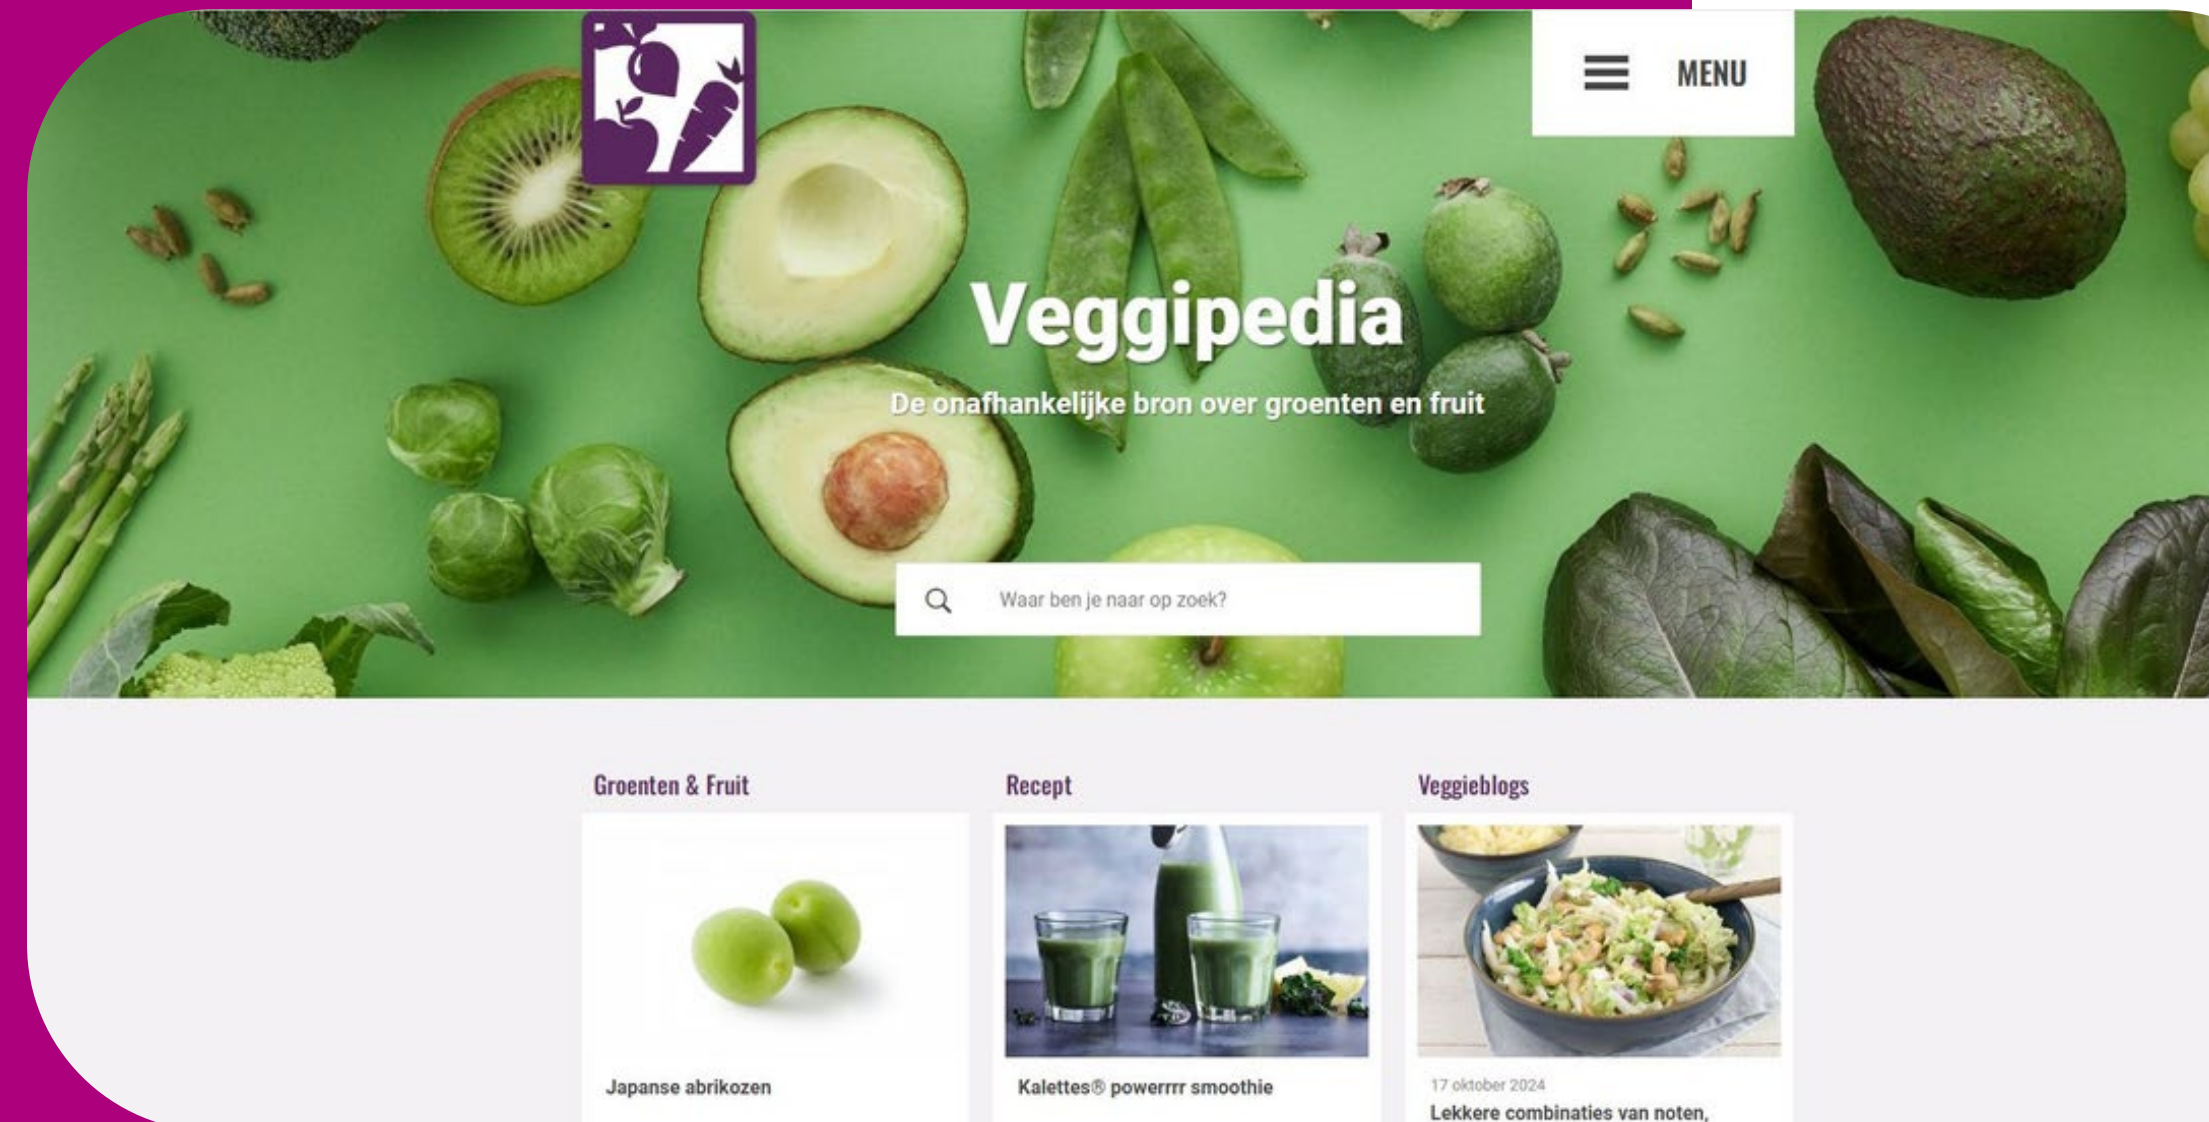 MENU
Veggipedia
De onafhankelijke bron over groenten en fruit
Waar ben je naar op zoek?
Groenten & Fruit
Recept
Veggieblogs
Japanse abrikozen
Kalettes® powerrrr smoothie
17 oktober 2024
Lekkere combinaties van noten,